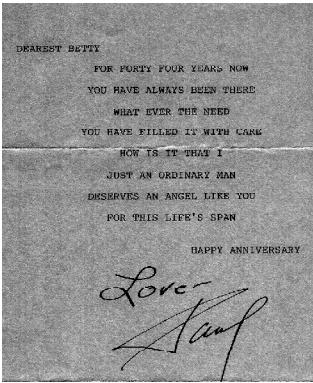 DEAREST BETTY
FOR FORTY FOUR YEARS NOW
YOU HAVE ALWAYS BEEN THERE
WHAT EVER THE NEED
YOU HAVE FILLED IT WITH CARE
HOW IS IT THAT I
JUST AN ORDINARY MAN
DESERVES AN ANGEL LIKE YOU
FOR THIS LIFE'S SPAN
HAPPY ANNIVERSARY
Love-
Paul